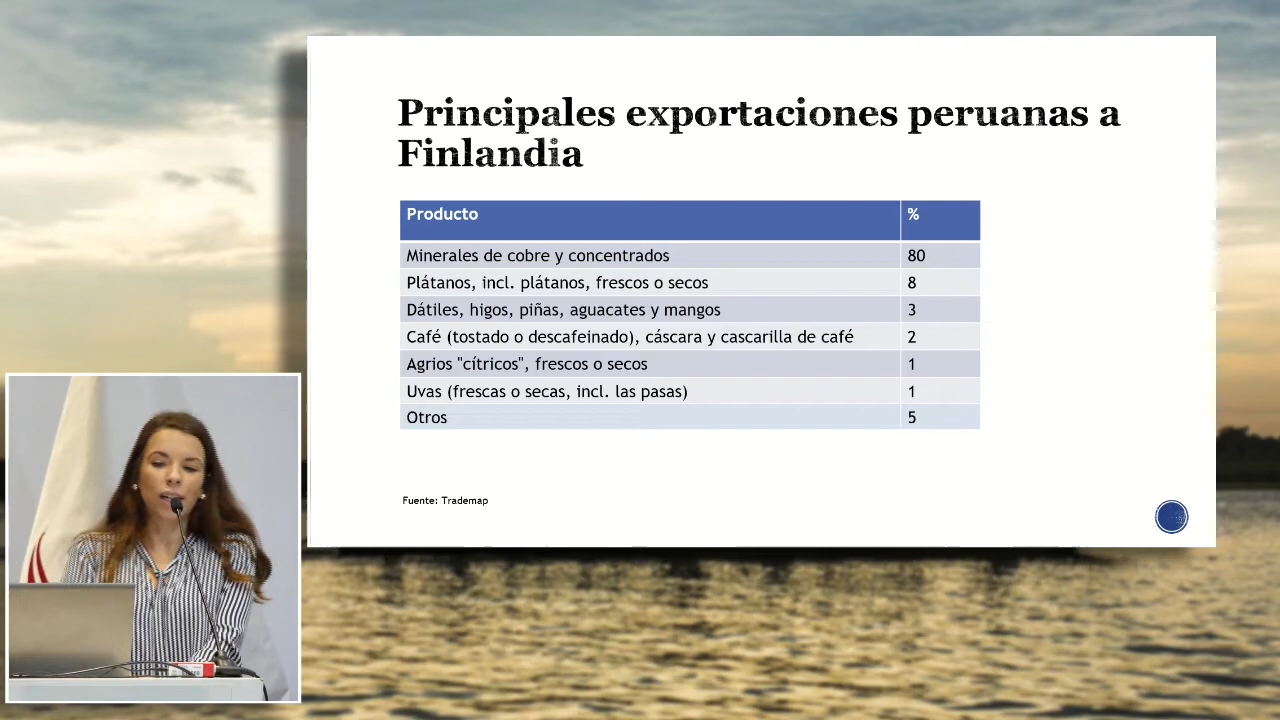 Principales exportaciones peruanas a
Finlandia
Producto %
Minerales de cobre y concentrados 80
Plátanos, incl. plátanos, frescos o secos 8
Dátiles, higos, piñas, aguacates y mangos 3
Café (tostado o descafeinado), cáscara y cascarilla de café 2
Agrios "cítricos", frescos o secos 1
Uvas (frescas o secas, incl. las pasas) 1
Otros 5
Fuente: Trademap